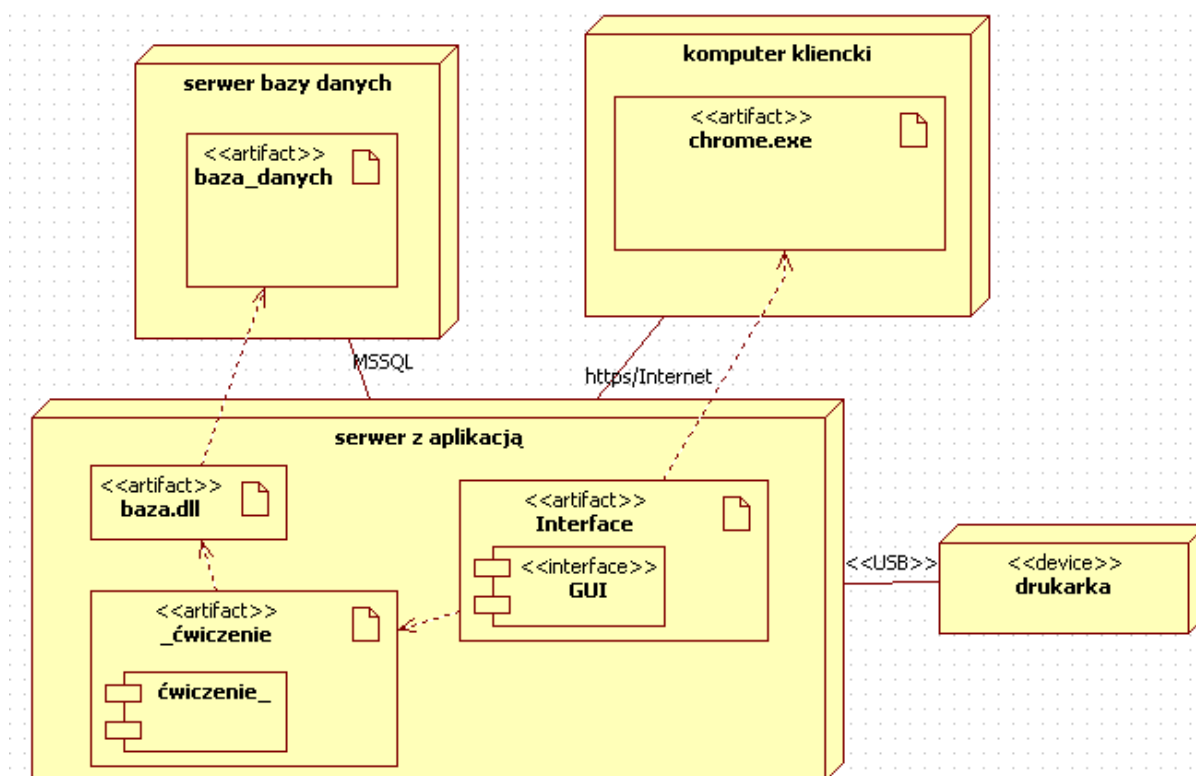 serwer bazy danych
<<artifact>>
baza_danych
komputer kliencki
<<artifact>>
chrome.exe
MSSQL
https/Internet
serwer z aplikacją
<<artifact>>
baza.dll
<<artifact>>
Interface
<<interface>>
GUI
<<artifact>>
_ćwiczenie
ćwiczenie_
<<USB>>
<<device>>
drukarka